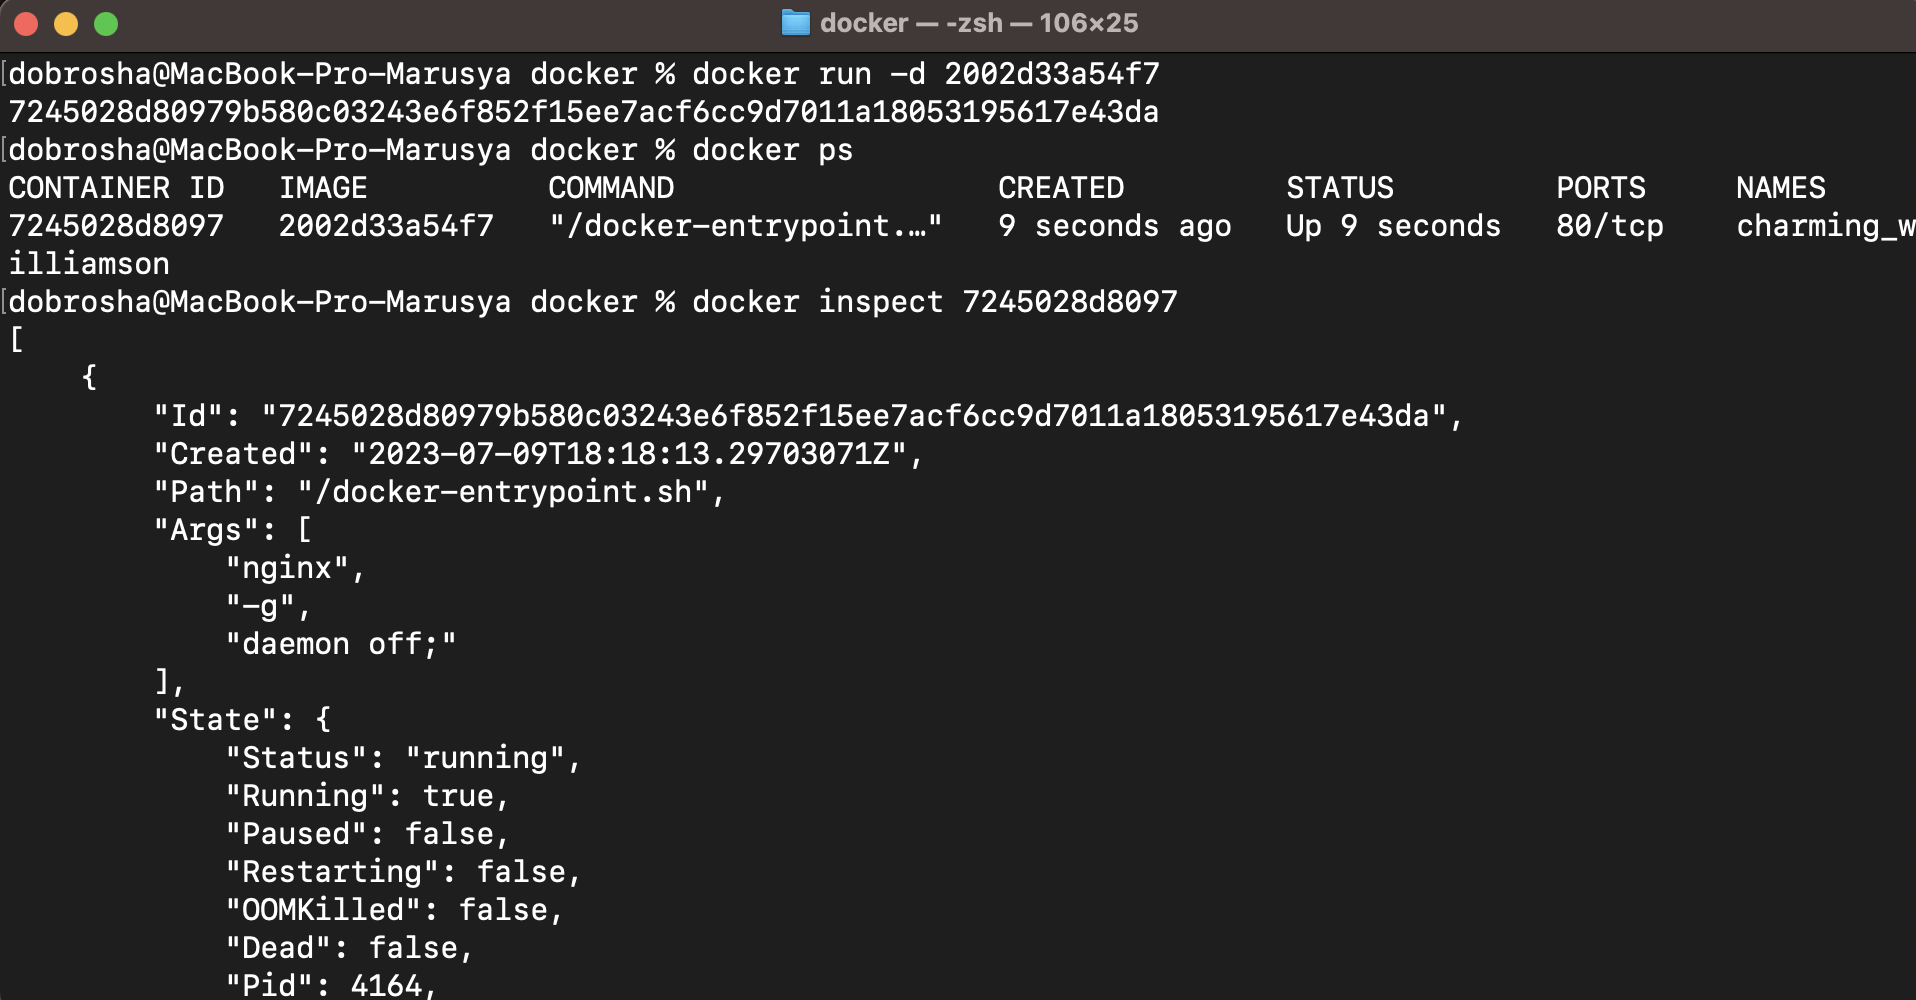 docker — -zsh — 106×25
[dobrosha@MacBook-Pro-Marusya docker % docker run -d 2002d33a54f7
7245028d80979b580c03243e6f852f15ee7acf6cc9d7011a18053195617e43da
[dobrosha@MacBook-Pro-Marusya docker % docker ps
CONTAINER ID   IMAGE          COMMAND                  CREATED         STATUS         PORTS     NAMES
7245028d8097   2002d33a54f7   "/docker-entrypoint.…"   9 seconds ago   Up 9 seconds   80/tcp    charming_w
illiamson
[dobrosha@MacBook-Pro-Marusya docker % docker inspect 7245028d8097
[
    {
        "Id": "7245028d80979b580c03243e6f852f15ee7acf6cc9d7011a18053195617e43da",
        "Created": "2023-07-09T18:18:13.29703071Z",
        "Path": "/docker-entrypoint.sh",
        "Args": [
            "nginx",
            "-g",
            "daemon off;"
        ],
        "State": {
            "Status": "running",
            "Running": true,
            "Paused": false,
            "Restarting": false,
            "OOMKilled": false,
            "Dead": false,
            "Pid": 4164,